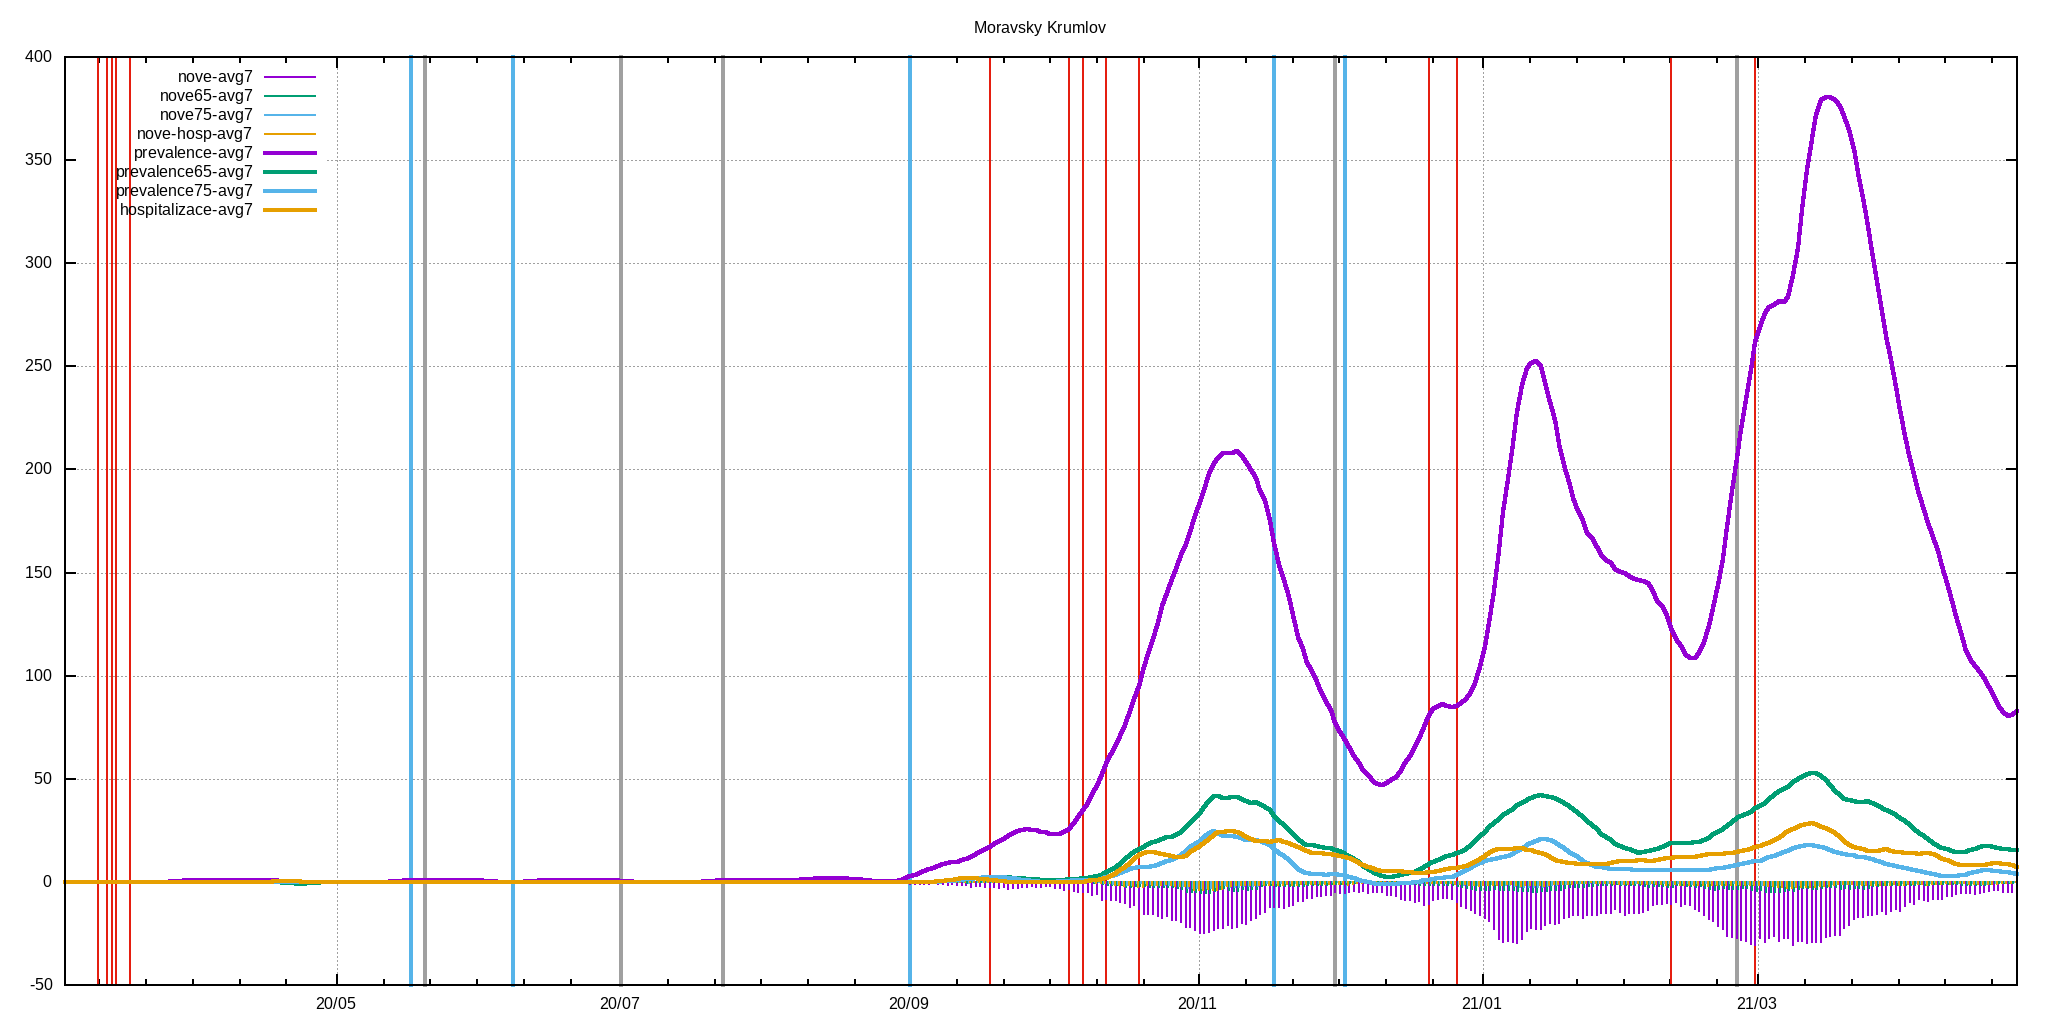 Moravsky Krumlov
400
350
300
250
200
150
100
50
0
-50
nove-avg7
nove65-avg7
nove75-avg7
nove-hosp-avg7
prevalence-avg7
prevalence65-avg7
prevalence75-avg7
hospitalizace-avg7
20/05
20/07
20/09
20/11
21/01
21/03